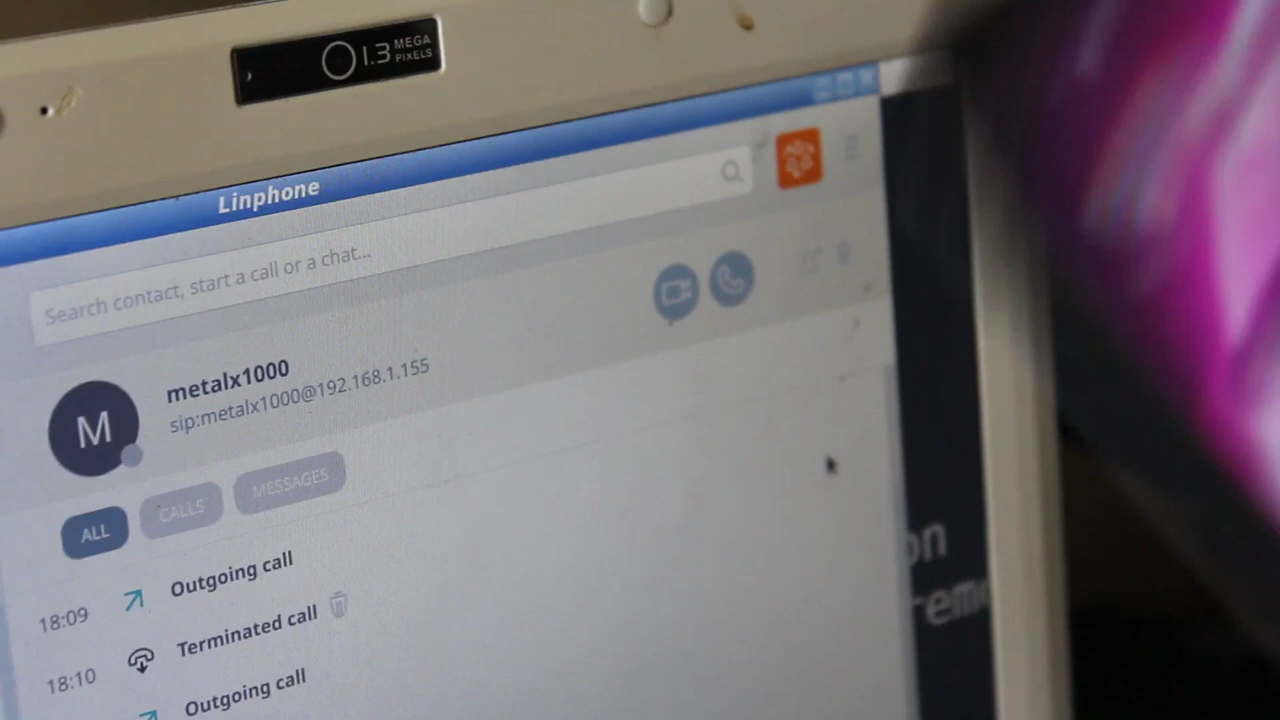 1.3 MEGA PIXELS
Linphone
Search contact, start a call or a chat...
metalx1000
sip:metalx1000@192.168.1.155
M
ALL CALLS MESSAGES
18:09 Outgoing call
18:10 Terminated call
Outgoing call
on